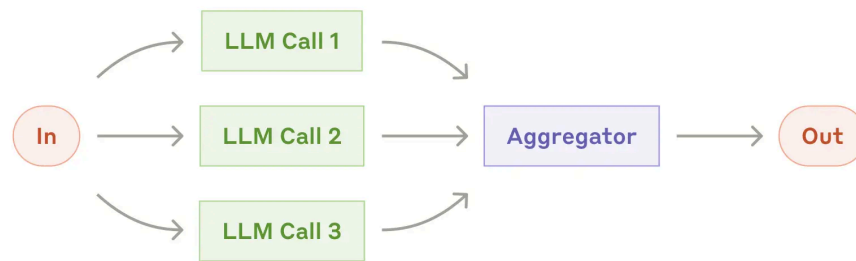 LLM Call 1
In
LLM Call 2
Aggregator
Out
LLM Call 3